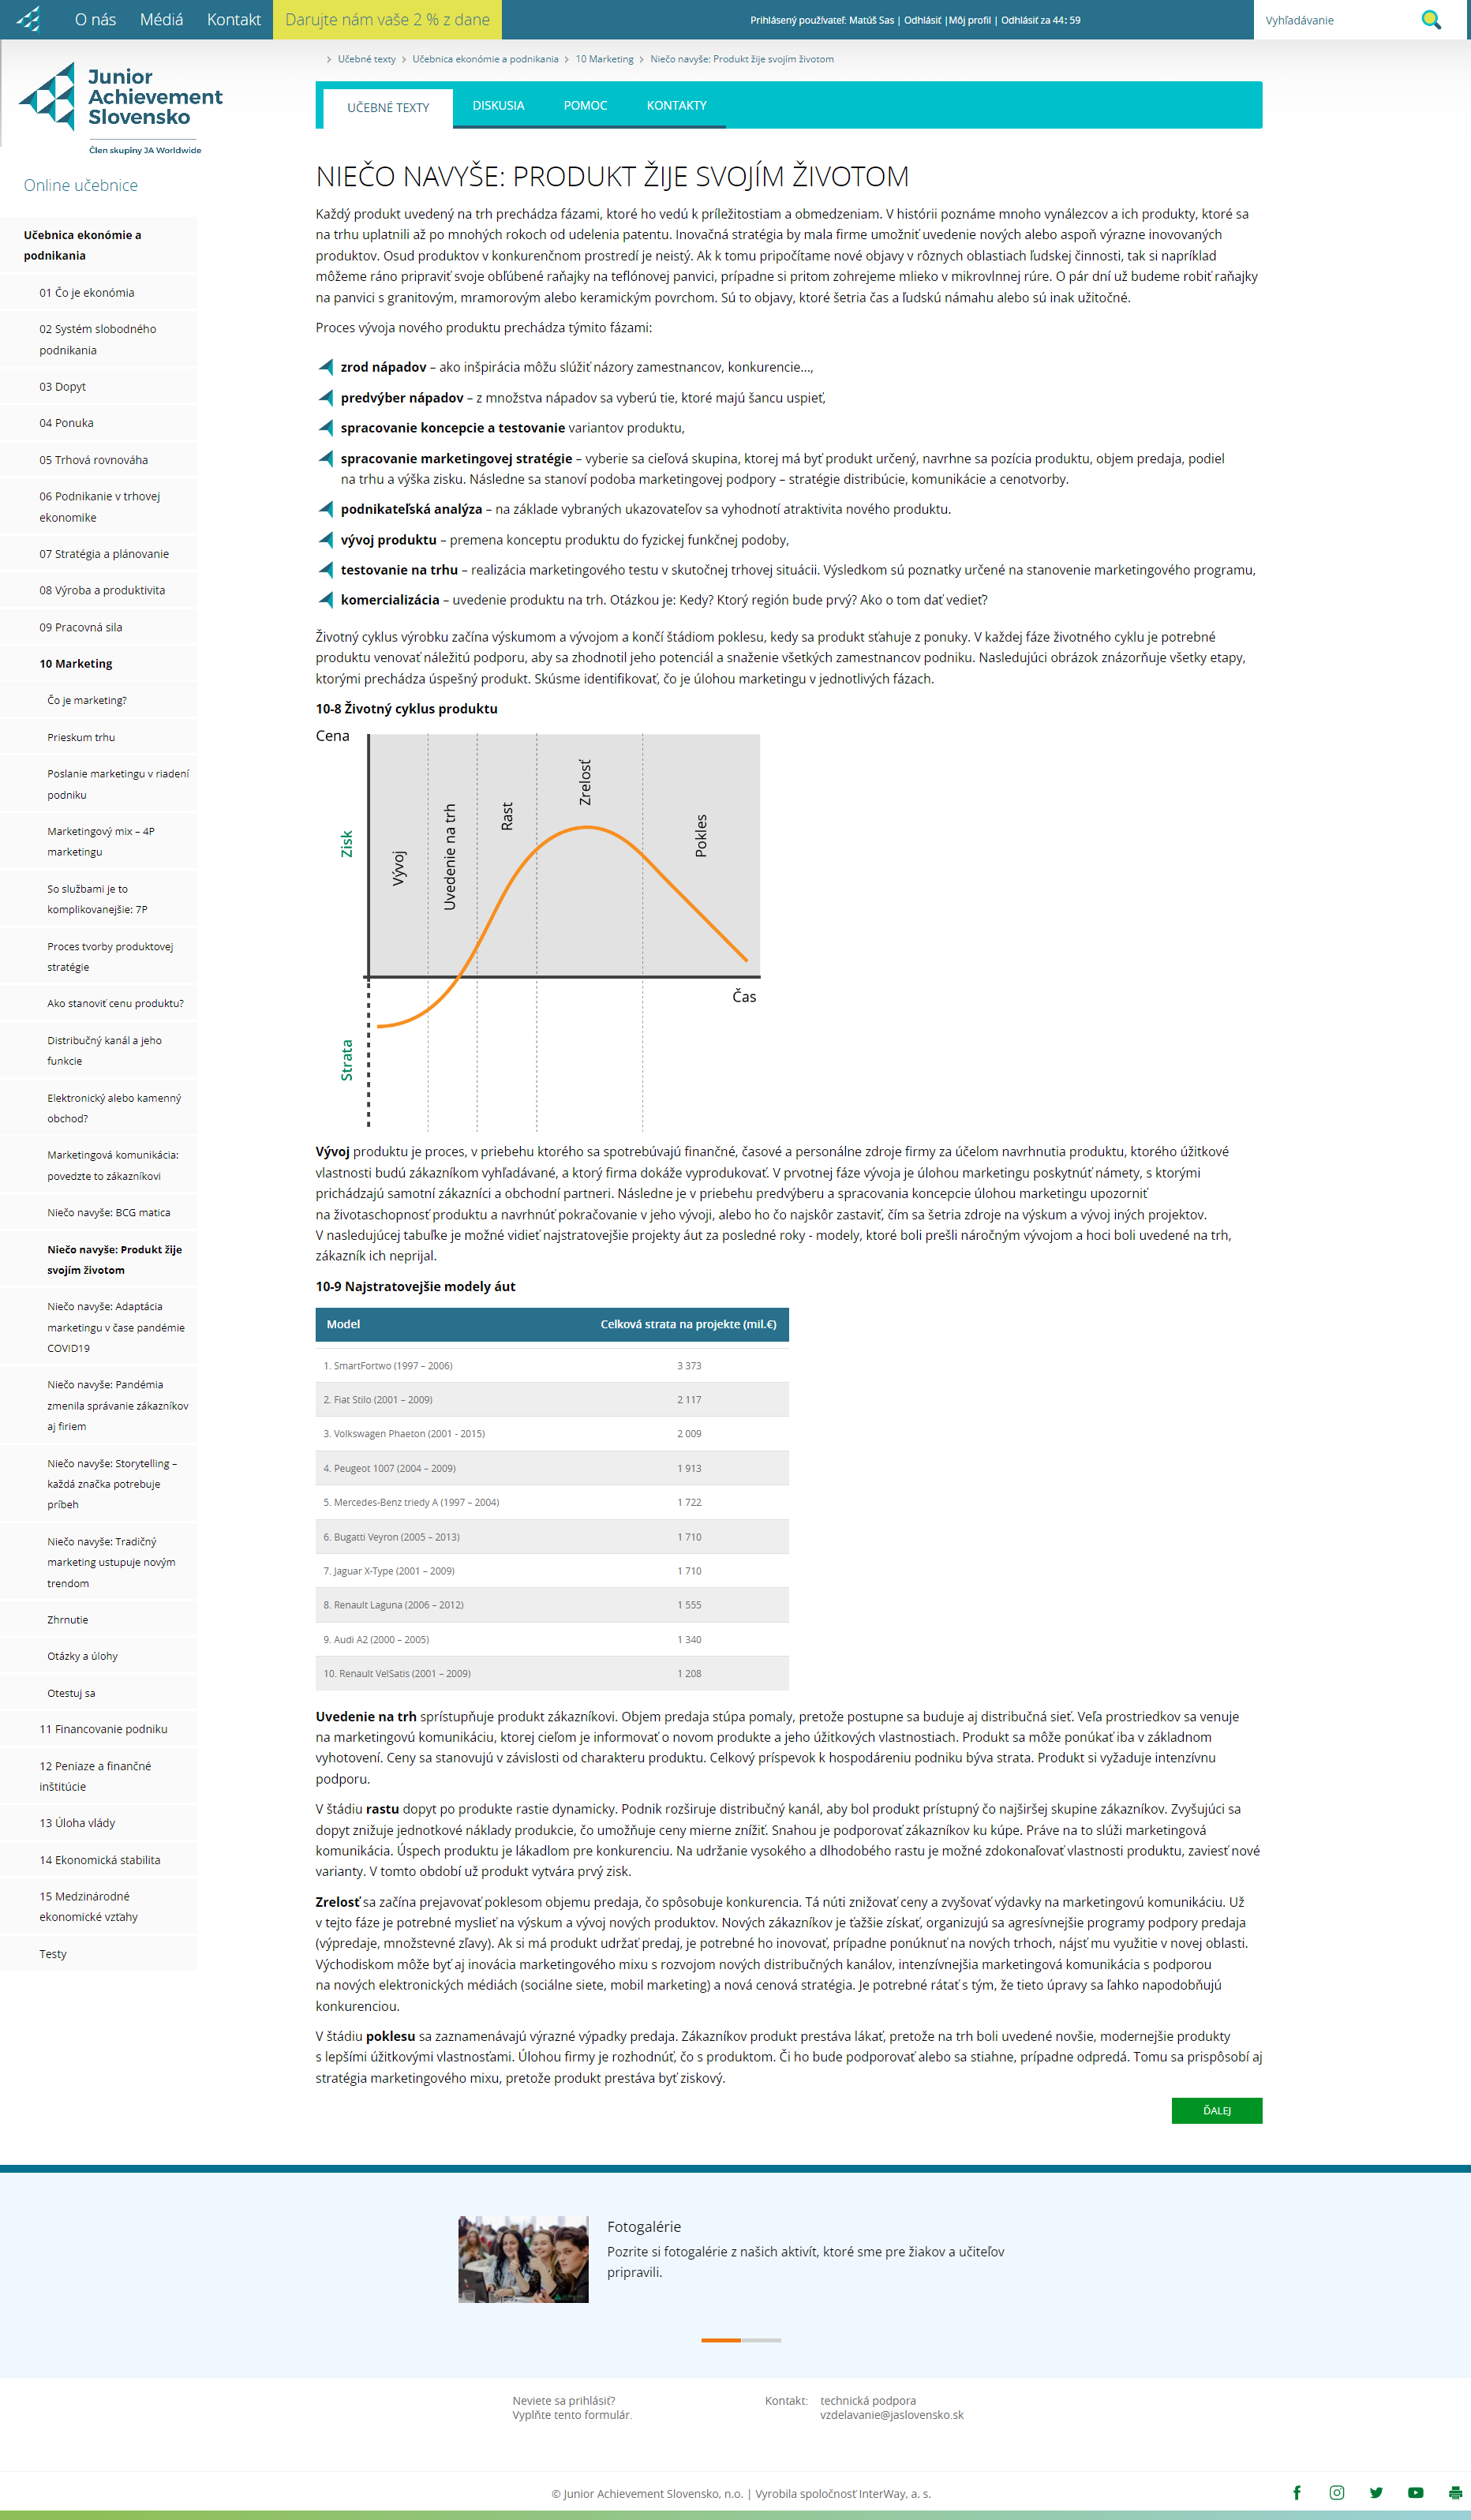 O nás Médiá Kontakt Darujte nám vaše 2 % z dane Prihlásený používateľ: Matúš Sas | Odhlásiť |Môj profil | Odhlásiť za 44: 59 Vyhľadávanie
Junior
Achievement
Slovensko
Člen skupiny JA Worldwide
Online učebnice
Učebnica ekonómie a
podnikania
01 Čo je ekonómia
02 Systém slobodného
podnikania
03 Dopyt
04 Ponuka
05 Trhová rovnováha
06 Podnikanie v trhovej
ekonomike
07 Stratégia a plánovanie
08 Výroba a produktivita
09 Pracovná sila
10 Marketing
Čo je marketing?
Prieskum trhu
Poslanie marketingu v riadení
podniku
Marketingový mix – 4P
marketingu
So službami je to
komplikovanejšie: 7P
Proces tvorby produktovej
stratégie
Ako stanoviť cenu produktu?
Distribučný kanál a jeho
funkcie
Elektronický alebo kamenný
obchod?
Marketingová komunikácia:
povedzte to zákazníkovi
Niečo navyše: BCG matica
Niečo navyše: Produkt žije
svojím životom
Niečo navyše: Adaptácia
marketingu v čase pandémie
COVID19
Niečo navyše: Pandémia
zmenila správanie zákazníkov
aj firiem
Niečo navyše: Storytelling –
každá značka potrebuje
príbeh
Niečo navyše: Tradičný
marketing ustupuje novým
trendom
Zhrnutie
Otázky a úlohy
Otestuj sa
11 Financovanie podniku
12 Peniaze a finančné
inštitúcie
13 Úloha vlády
14 Ekonomická stabilita
15 Medzinárodné
ekonomické vzťahy
Testy
Učebné texty Učebnica ekonómie a podnikania 10 Marketing Niečo navyše: Produkt žije svojím životom
UČEBNÉ TEXTY DISKUSIA POMOC KONTAKTY
NIEČO NAVYŠE: PRODUKT ŽIJE SVOJÍM ŽIVOTOM
Každý produkt uvedený na trh prechádza fázami, ktoré ho vedú k príležitostiam a obmedzeniam. V histórii poznáme mnoho vynálezcov a ich produkty, ktoré sa
na trhu uplatnili až po mnohých rokoch od udelenia patentu. Inovačná stratégia by mala firme umožniť uvedenie nových alebo aspoň výrazne inovovaných
produktov. Osud produktov v konkurenčnom prostredí je neistý. Ak k tomu pripočítame nové objavy v rôznych oblastiach ľudskej činnosti, tak si napríklad
môžeme ráno pripraviť svoje obľúbené raňajky na teflónovej panvici, prípadne si pritom zohrejeme mlieko v mikrovlnnej rúre. O pár dní už budeme robiť raňajky
na panvici s granitovým, mramorovým alebo keramickým povrchom. Sú to objavy, ktoré šetria čas a ľudskú námahu alebo sú inak užitočné.
Proces vývoja nového produktu prechádza týmito fázami:
zrod nápadov – ako inšpirácia môžu slúžiť názory zamestnancov, konkurencie...,
predvýber nápadov – z množstva nápadov sa vyberú tie, ktoré majú šancu uspieť,
spracovanie koncepcie a testovanie variantov produktu,
spracovanie marketingovej stratégie – vyberie sa cieľová skupina, ktorej má byť produkt určený, navrhne sa pozícia produktu, objem predaja, podiel
na trhu a výška zisku. Následne sa stanoví podoba marketingovej podpory – stratégie distribúcie, komunikácie a cenotvorby.
podnikateľská analýza – na základe vybraných ukazovateľov sa vyhodnotí atraktivita nového produktu.
vývoj produktu – premena konceptu produktu do fyzickej funkčnej podoby,
testovanie na trhu – realizácia marketingového testu v skutočnej trhovej situácii. Výsledkom sú poznatky určené na stanovenie marketingového programu,
komercializácia – uvedenie produktu na trh. Otázkou je: Kedy? Ktorý región bude prvý? Ako o tom dať vedieť?
Životný cyklus výrobku začína výskumom a vývojom a končí štádiom poklesu, kedy sa produkt sťahuje z ponuky. V každej fáze životného cyklu je potrebné
produktu venovať náležitú podporu, aby sa zhodnotil jeho potenciál a snaženie všetkých zamestnancov podniku. Nasledujúci obrázok znázorňuje všetky etapy,
ktorými prechádza úspešný produkt. Skúsme identifikovať, čo je úlohou marketingu v jednotlivých fázach.
10-8 Životný cyklus produktu
Cena
Zisk
Vývoj
Uvedenie na trh
Rast
Zrelosť
Pokles
Čas
Strata
Vývoj produktu je proces, v priebehu ktorého sa spotrebúvajú finančné, časové a personálne zdroje firmy za účelom navrhnutia produktu, ktorého úžitkové
vlastnosti budú zákazníkom vyhľadávané, a ktorý firma dokáže vyprodukovať. V prvotnej fáze vývoja je úlohou marketingu poskytnúť námety, s ktorými
prichádzajú samotní zákazníci a obchodní partneri. Následne je v priebehu predvýberu a spracovania koncepcie úlohou marketingu upozorniť
na životaschopnosť produktu a navrhnúť pokračovanie v jeho vývoji, alebo ho čo najskôr zastaviť, čím sa šetria zdroje na výskum a vývoj iných projektov.
V nasledujúcej tabuľke je možné vidieť najstratovejšie projekty áut za posledné roky - modely, ktoré boli prešli náročným vývojom a hoci boli uvedené na trh,
zákazník ich neprijal.
10-9 Najstratovejšie modely áut
Model Celková strata na projekte (mil.€)
1. SmartFortwo (1997 – 2006) 3 373
2. Fiat Stilo (2001 – 2009) 2 117
3. Volkswagen Phaeton (2001 - 2015) 2 009
4. Peugeot 1007 (2004 – 2009) 1 913
5. Mercedes-Benz triedy A (1997 – 2004) 1 722
6. Bugatti Veyron (2005 – 2013) 1 710
7. Jaguar X-Type (2001 – 2009) 1 710
8. Renault Laguna (2006 – 2012) 1 555
9. Audi A2 (2000 – 2005) 1 340
10. Renault VelSatis (2001 – 2009) 1 208
Uvedenie na trh sprístupňuje produkt zákazníkovi. Objem predaja stúpa pomaly, pretože postupne sa buduje aj distribučná sieť. Veľa prostriedkov sa venuje
na marketingovú komunikáciu, ktorej cieľom je informovať o novom produkte a jeho úžitkových vlastnostiach. Produkt sa môže ponúkať iba v základnom
vyhotovení. Ceny sa stanovujú v závislosti od charakteru produktu. Celkový príspevok k hospodáreniu podniku býva strata. Produkt si vyžaduje intenzívnu
podporu.
V štádiu rastu dopyt po produkte rastie dynamicky. Podnik rozširuje distribučný kanál, aby bol produkt prístupný čo najširšej skupine zákazníkov. Zvyšujúci sa
dopyt znižuje jednotkové náklady produkcie, čo umožňuje ceny mierne znížiť. Snahou je podporovať zákazníkov ku kúpe. Práve na to slúži marketingová
komunikácia. Úspech produktu je lákadlom pre konkurenciu. Na udržanie vysokého a dlhodobého rastu je možné zdokonaľovať vlastnosti produktu, zaviesť nové
varianty. V tomto období už produkt vytvára prvý zisk.
Zrelosť sa začína prejavovať poklesom objemu predaja, čo spôsobuje konkurencia. Tá núti znižovať ceny a zvyšovať výdavky na marketingovú komunikáciu. Už
v tejto fáze je potrebné myslieť na výskum a vývoj nových produktov. Nových zákazníkov je ťažšie získať, organizujú sa agresívnejšie programy podpory predaja
(výpredaje, množstevné zľavy). Ak si má produkt udržať predaj, je potrebné ho inovovať, prípadne ponúknuť na nových trhoch, nájsť mu využitie v novej oblasti.
Východiskom môže byť aj inovácia marketingového mixu s rozvojom nových distribučných kanálov, intenzívnejšia marketingová komunikácia s podporou
na nových elektronických médiách (sociálne siete, mobil marketing) a nová cenová stratégia. Je potrebné rátať s tým, že tieto úpravy sa ľahko napodobňujú
konkurenciou.
V štádiu poklesu sa zaznamenávajú výrazné výpadky predaja. Zákazníkov produkt prestáva lákať, pretože na trh boli uvedené novšie, modernejšie produkty
s lepšími úžitkovými vlastnosťami. Úlohou firmy je rozhodnúť, čo s produktom. Či ho bude podporovať alebo sa stiahne, prípadne odpredá. Tomu sa prispôsobí aj
stratégia marketingového mixu, pretože produkt prestáva byť ziskový.
ĎALEJ
Fotogalérie
Pozrite si fotogalérie z našich aktivít, ktoré sme pre žiakov a učiteľov
pripravili.
Neviete sa prihlásiť? Kontakt: technická podpora
Vyplňte tento formulár. vzdelavanie@jaslovensko.sk
© Junior Achievement Slovensko, n.o. | Vyrobila spoločnosť InterWay, a. s.